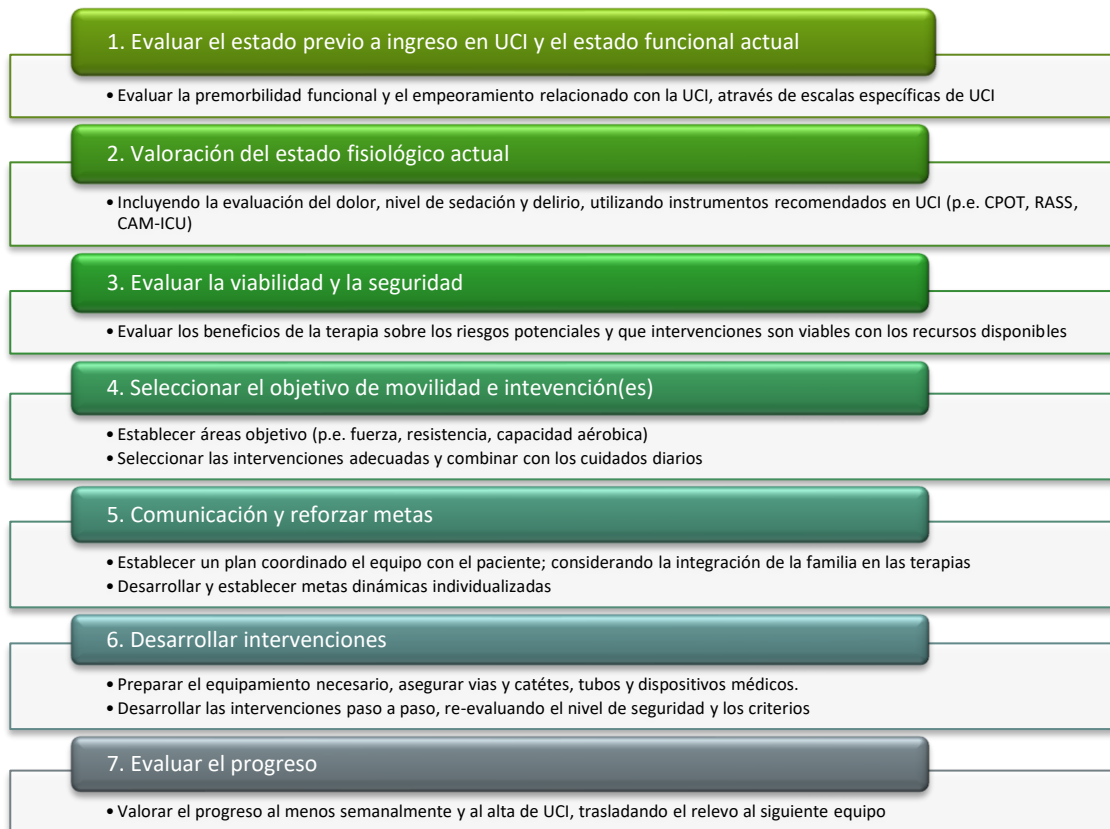 1. Evaluar el estado previo a ingreso en UCI y el estado funcional actual
• Evaluar la premorbilidad funcional y el empeoramiento relacionado con la UCI, através de escalas específicas de UCI
2. Valoración del estado fisiológico actual
• Incluyendo la evaluación del dolor, nivel de sedación y delirio, utilizando instrumentos recomendados en UCI (p.e. CPOT, RASS,
CAM-ICU)
3. Evaluar la viabilidad y la seguridad
• Evaluar los beneficios de la terapia sobre los riesgos potenciales y que intervenciones son viables con los recursos disponibles
4. Seleccionar el objetivo de movilidad e intevención(es)
• Establecer áreas objetivo (p.e. fuerza, resistencia, capacidad aérobica)
• Seleccionar las intervenciones adecuadas y combinar con los cuidados diarios
5. Comunicación y reforzar metas
• Establecer un plan coordinado el equipo con el paciente; considerando la integración de la familia en las terapias
• Desarrollar y establecer metas dinámicas individualizadas
6. Desarrollar intervenciones
• Preparar el equipamiento necesario, asegurar vias y catétes, tubos y dispositivos médicos.
• Desarrollar las intervenciones paso a paso, re-evaluando el nivel de seguridad y los criterios
7. Evaluar el progreso
• Valorar el progreso al menos semanalmente y al alta de UCI, trasladando el relevo al siguiente equipo